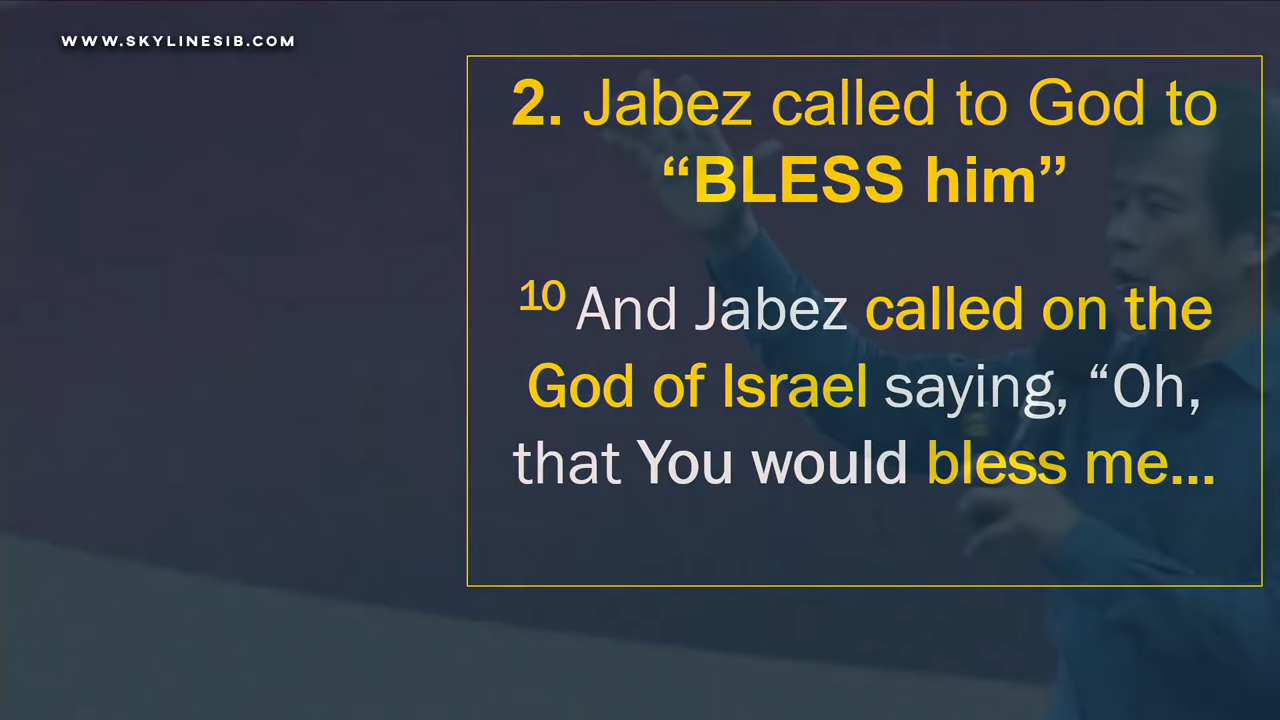 WWW.SKYLINESIB.COM
2. Jabez called to God to
“BLESS him”
10 And Jabez called on the
God of Israel saying, “Oh,
that You would bless me...